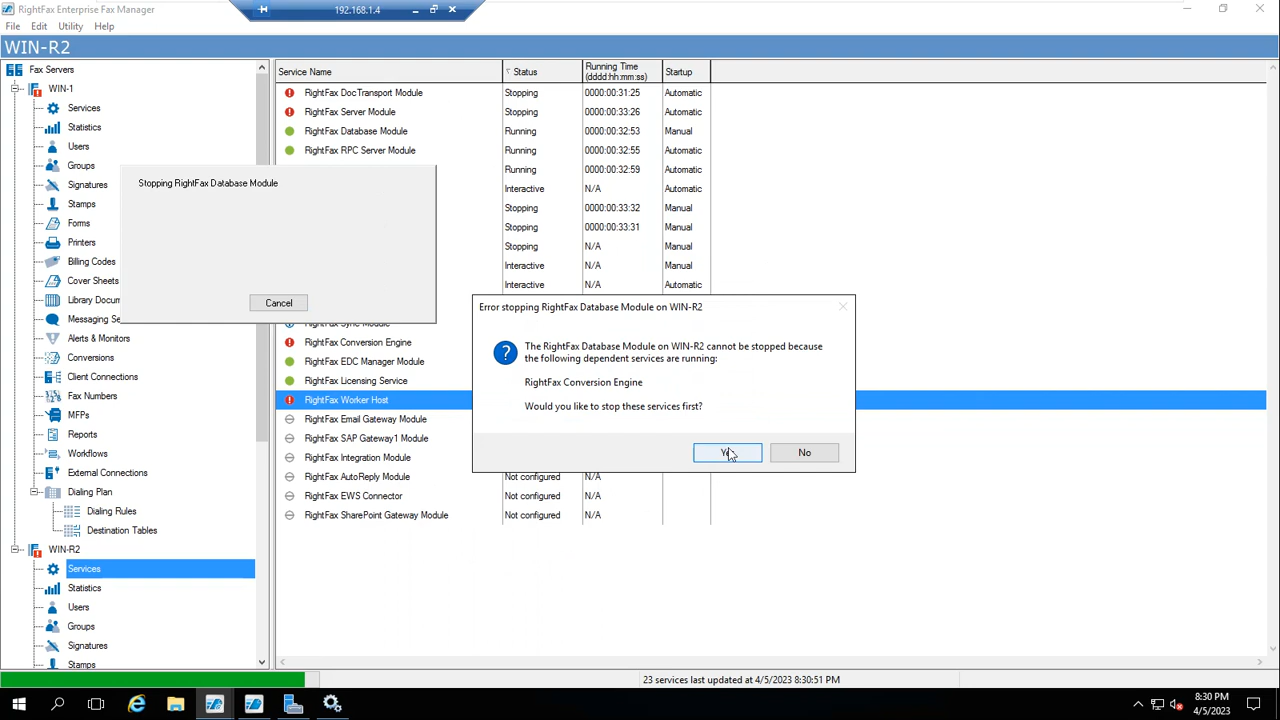 RightFax Enterprise Fax Manager
192.168.1.4
File Edit Utility Help
WIN-R2
Fax Servers
WIN-1
Services
Statistics
Users
Groups
Signatures
Stamps
Forms
Printers
Billing Codes
Cover Sheets
Library Docum
Messaging Se
Alerts & Monitors
Conversions
Client Connections
Fax Numbers
MFPs
Reports
Workflows
External Connections
Dialing Plan
Dialing Rules
Destination Tables
WIN-R2
Services
Statistics
Users
Groups
Signatures
Stamps
Service Name Status Running Time (dddd:hh:mm:ss) Startup
RightFax DocTransport Module Stopping 0000:00:31:25 Automatic
RightFax Server Module Stopping 0000:00:33:26 Automatic
RightFax Database Module Running 0000:00:32:53 Manual
RightFax RPC Server Module Running 0000:00:32:55 Automatic
Running 0000:00:32:59 Automatic
Interactive N/A Automatic
Stopping 0000:00:33:32 Manual
Stopping 0000:00:33:31 Manual
Stopping N/A Manual
Interactive N/A Automatic
N/A Automatic
RightFax Sync Module
RightFax Conversion Engine
RightFax EDC Manager Module
RightFax Licensing Service
RightFax Worker Host
RightFax Email Gateway Module
RightFax SAP Gateway1 Module
RightFax Integration Module
RightFax AutoReply Module Not configured N/A
RightFax EWS Connector Not configured N/A
RightFax SharePoint Gateway Module Not configured N/A
Stopping RightFax Database Module
Cancel
Error stopping RightFax Database Module on WIN-R2
The RightFax Database Module on WIN-R2 cannot be stopped because
the following dependent services are running:
RightFax Conversion Engine
Would you like to stop these services first?
No
23 services last updated at 4/5/2023 8:30:51 PM
8:30 PM
4/5/2023